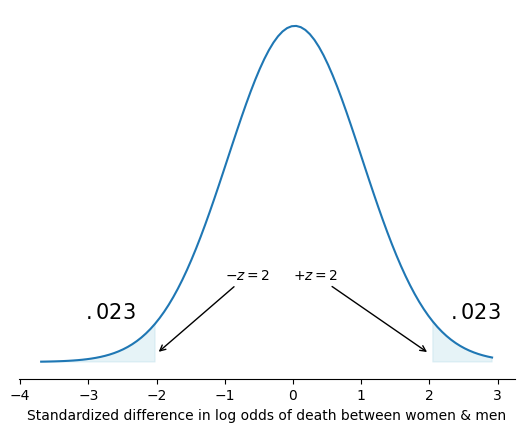 −z = 2 +z = 2
.023 .023
−4 −3 −2 −1 0 1 2 3
Standardized difference in log odds of death between women & men